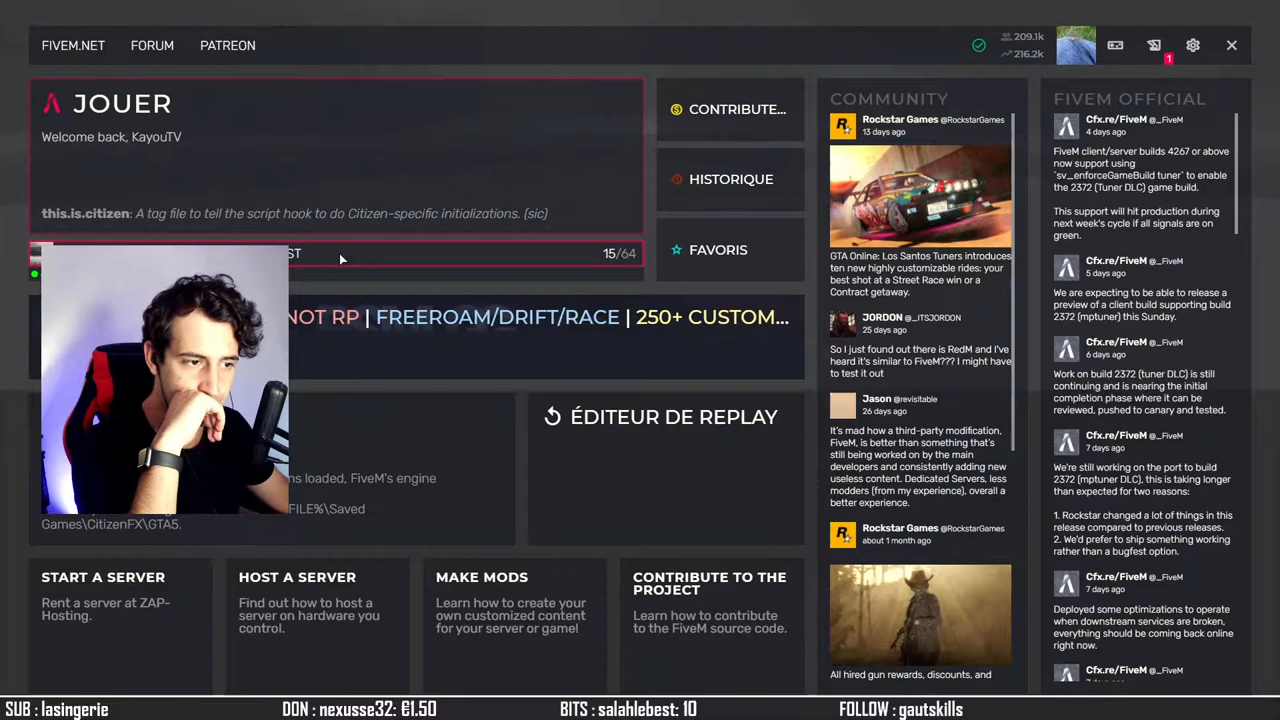 FIVEM.NET FORUM PATREON
209.1k
216.2k
1
JOUER
Welcome back, KayouTV
this.is.citizen: A tag file to tell the script hook to do Citizen-specific initializations. (sic)
ST 15/64
NOT RP | FREEROAM/DRIFT/RACE | 250+ CUSTOM...
loaded, FiveM's engine
FILE%\Saved
Games\CitizenFX\GTA5.
CONTRIBUTE...
HISTORIQUE
FAVORIS
ÉDITEUR DE REPLAY
START A SERVER
Rent a server at ZAP-
Hosting.
HOST A SERVER
Find out how to host a
server on hardware you
control.
MAKE MODS
Learn how to create your
own customized content
for your server or game!
CONTRIBUTE TO THE
PROJECT
Learn how to contribute
to the FiveM source code.
COMMUNITY
Rockstar Games @RockstarGames
13 days ago
GTA Online: Los Santos Tuners introduces
ten new highly customizable rides: your
best shot at a Street Race win or a
Contract getaway.
JORDON @_ITSJORDON
25 days ago
So I just found out there is RedM and I've
heard it's similar to FiveM??? I might have
to test it out
Jason @revisitable
26 days ago
It's mad how a third-party modification,
FiveM, is better than something that's
still being worked on by the main
developers and consistently adding new
useless content. Dedicated Servers, less
modders (from my experience), overall a
better experience.
Rockstar Games @RockstarGames
about 1 month ago
All hired gun rewards, discounts, and
FIVEM OFFICIAL
Cfx.re/FiveM @_FiveM
4 days ago
FiveM client/server builds 4267 or above
now support using
`sv_enforceGameBuild tuner` to enable
the 2372 (Tuner DLC) game build.
This support will hit production during
next week's cycle if all signals are on
green.
Cfx.re/FiveM @_FiveM
5 days ago
We are expecting to be able to release a
preview of a client build supporting build
2372 (mptuner) this Sunday.
Cfx.re/FiveM @_FiveM
6 days ago
Work on build 2372 (tuner DLC) is still
continuing and is nearing the initial
completion phase where it can be
reviewed, pushed to canary and tested.
Cfx.re/FiveM @_FiveM
7 days ago
We're still working on the port to build
2372 (mptuner DLC), this is taking longer
than expected for two reasons:
1. Rockstar changed a lot of things in this
release compared to previous releases.
2. We'd prefer to ship something working
rather than a bugfest option.
Cfx.re/FiveM @_FiveM
7 days ago
Deployed some optimizations to operate
when downstream services are broken,
everything should be coming back online
right now.
Cfx.re/FiveM @_FiveM
SUB : lasingerie DON : nexusse32: €1.50 BITS : salahlebest: 10 FOLLOW : gautskills